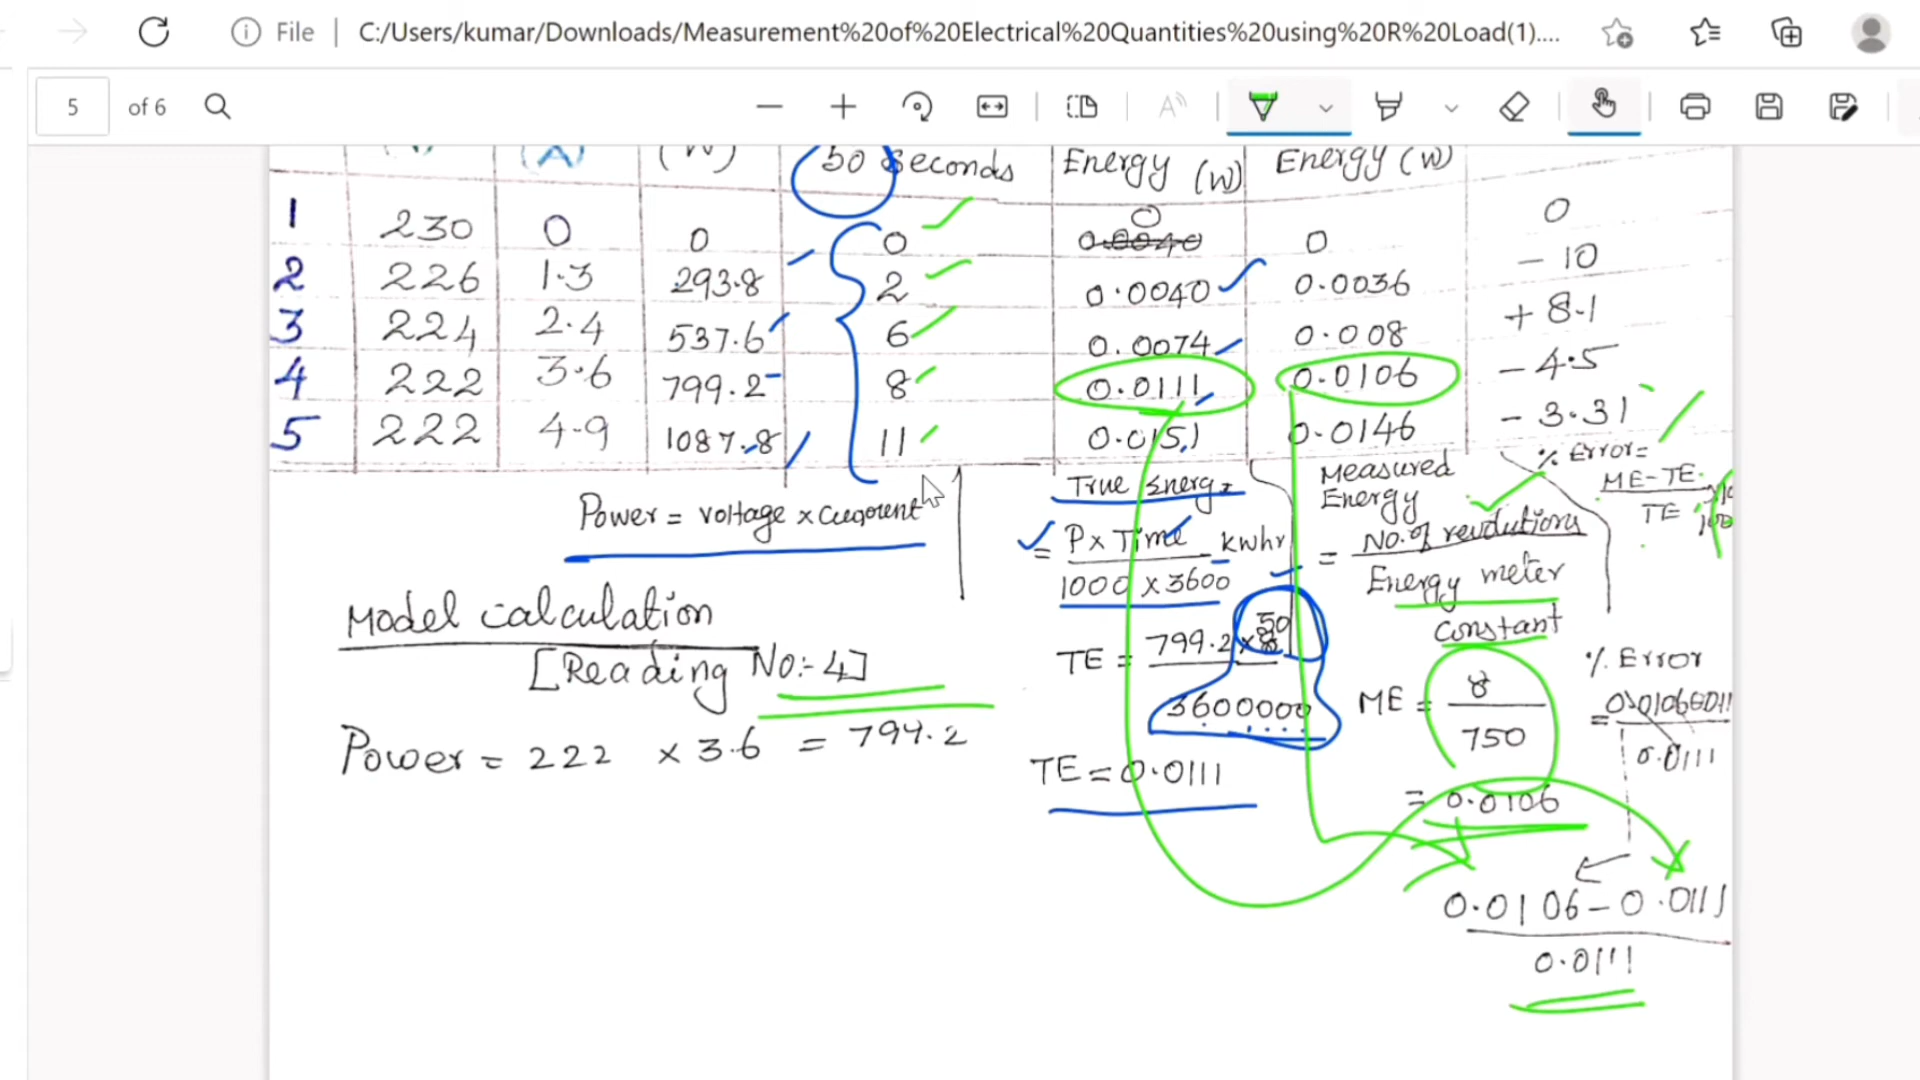 File | C:/Users/kumar/Downloads/Measurement%20of%20Electrical%20Quantities%20using%20R%20Load(1)....
5 of 6
(A) (W) 50 Seconds Energy (W) Energy (W)
1 230 0 0 0 0 0.0040 0 0
2 226 1.3 293.8 2 0.0040 0.0036 - 10
3 224 2.4 537.6 6 0.0074 0.008 + 8.1
4 222 3.6 799.2 8 0.0111 0.0106 - 4.5
5 222 4.9 1087.8 11 0.0151 0.0146 - 3.31
Power = voltage x current
True Energy
= P x Time kwhr
1000 x 3600
Measured
Energy
= No. of revolutions
Energy meter
constant
% Error =
ME - TE
TE
Model calculation
[Reading No:- 4]
Power = 222 x 3.6 = 799.2
TE = 799.2 x 50
3600000
TE = 0.0111
ME = 8
750
= 0.0106
% Error
=
0.0111
0.0106 - 0.0111
0.0111